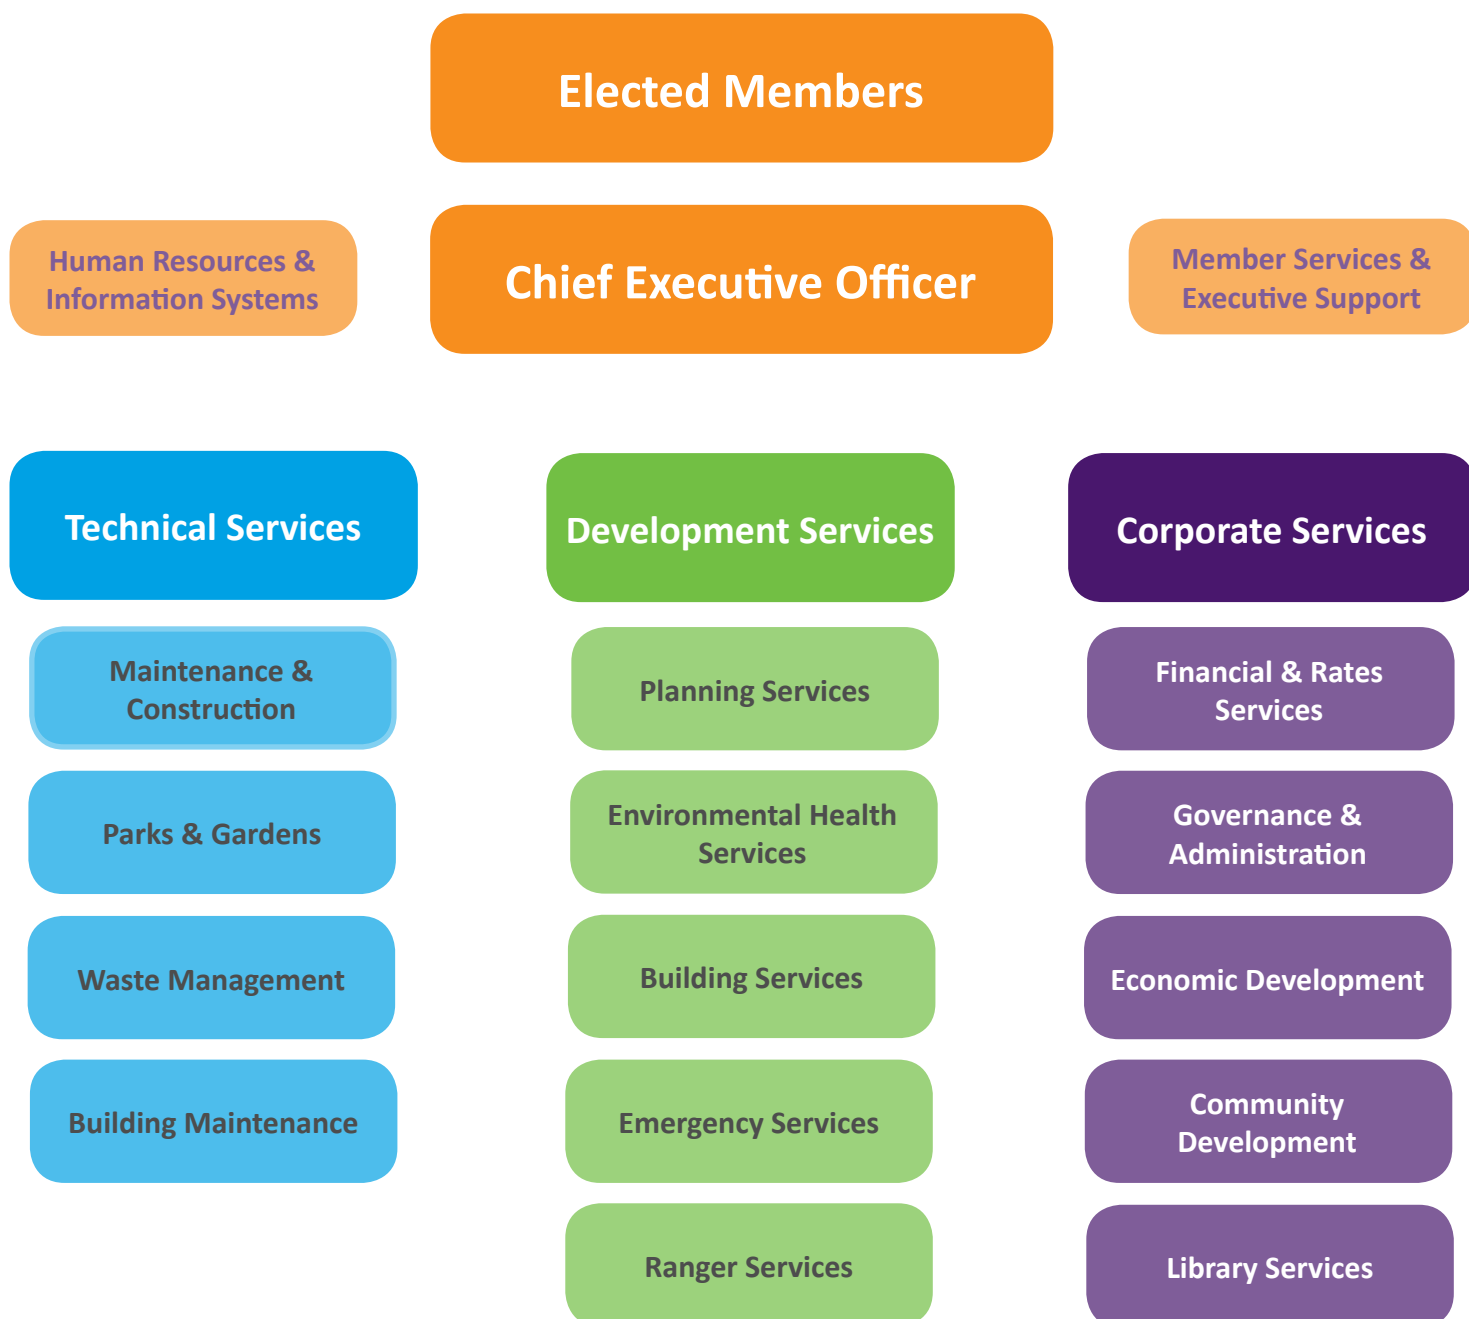 Elected Members
Human Resources &
Information Systems
Chief Executive Officer
Member Services &
Executive Support
Technical Services
Development Services
Corporate Services
Maintenance &
Construction
Planning Services
Financial & Rates
Services
Parks & Gardens
Environmental Health
Services
Governance &
Administration
Waste Management
Building Services
Economic Development
Building Maintenance
Emergency Services
Community
Development
Ranger Services
Library Services